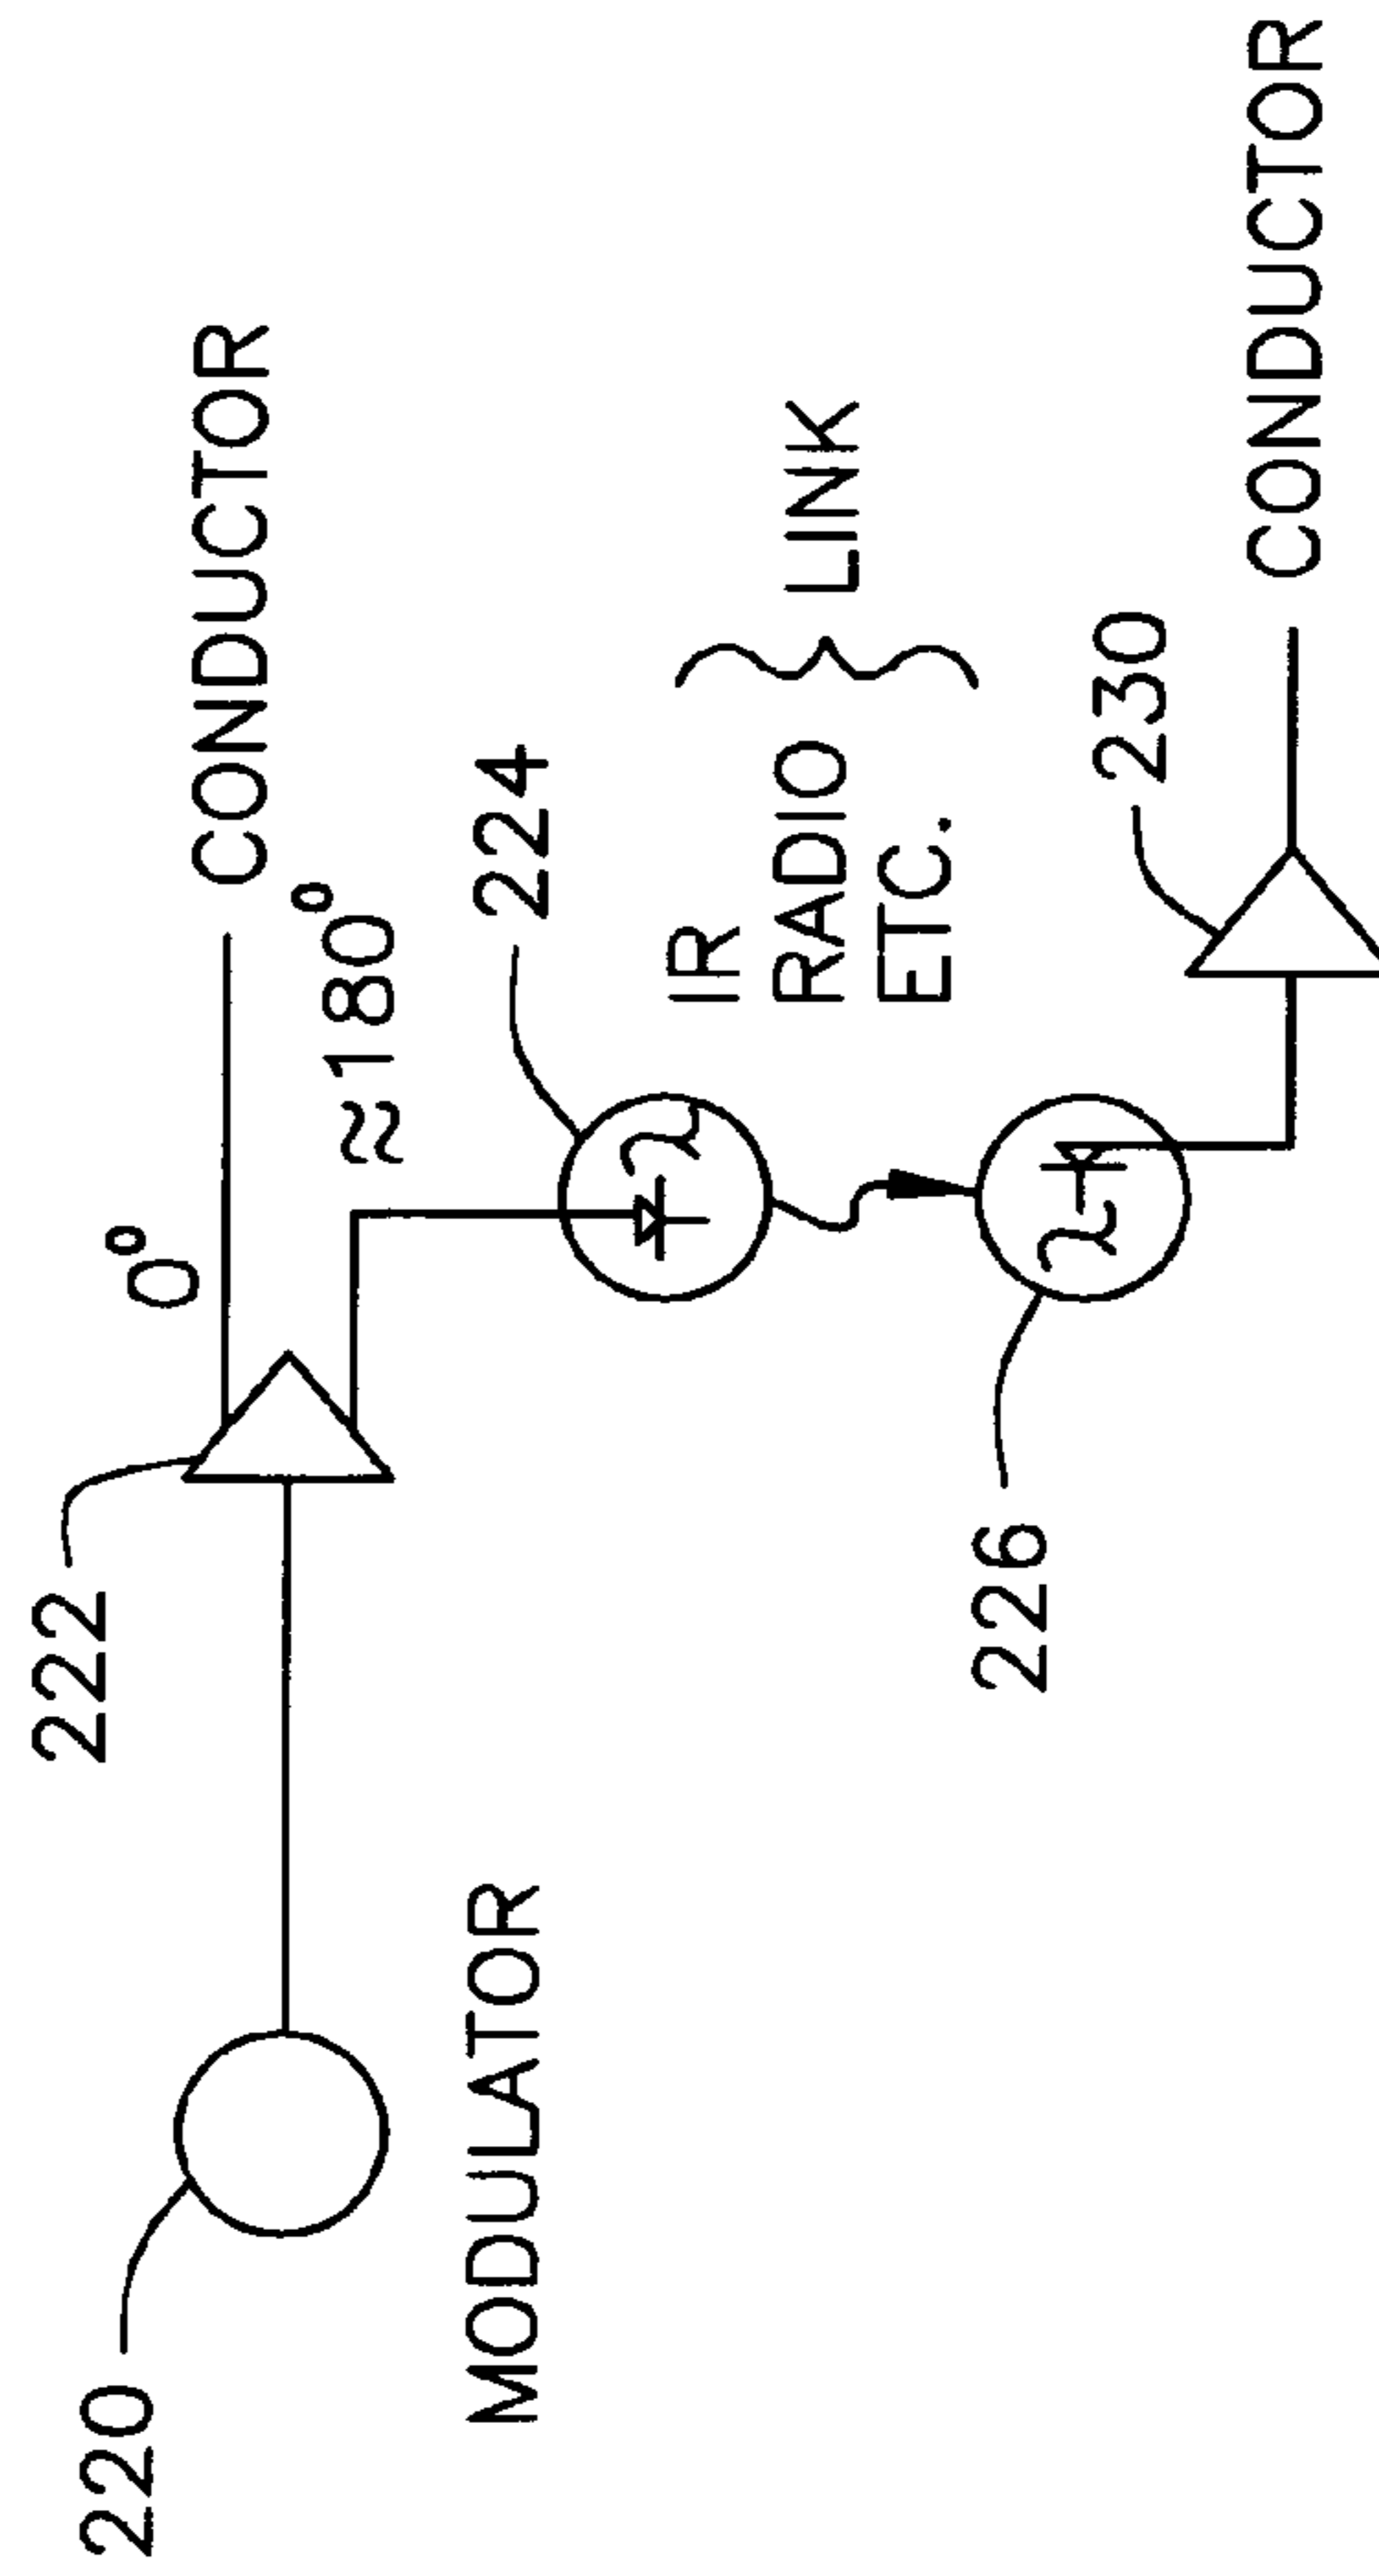 220
MODULATOR
222
0°
≈180°
CONDUCTOR
224
IR
RADIO
ETC.
LINK
226
230
CONDUCTOR